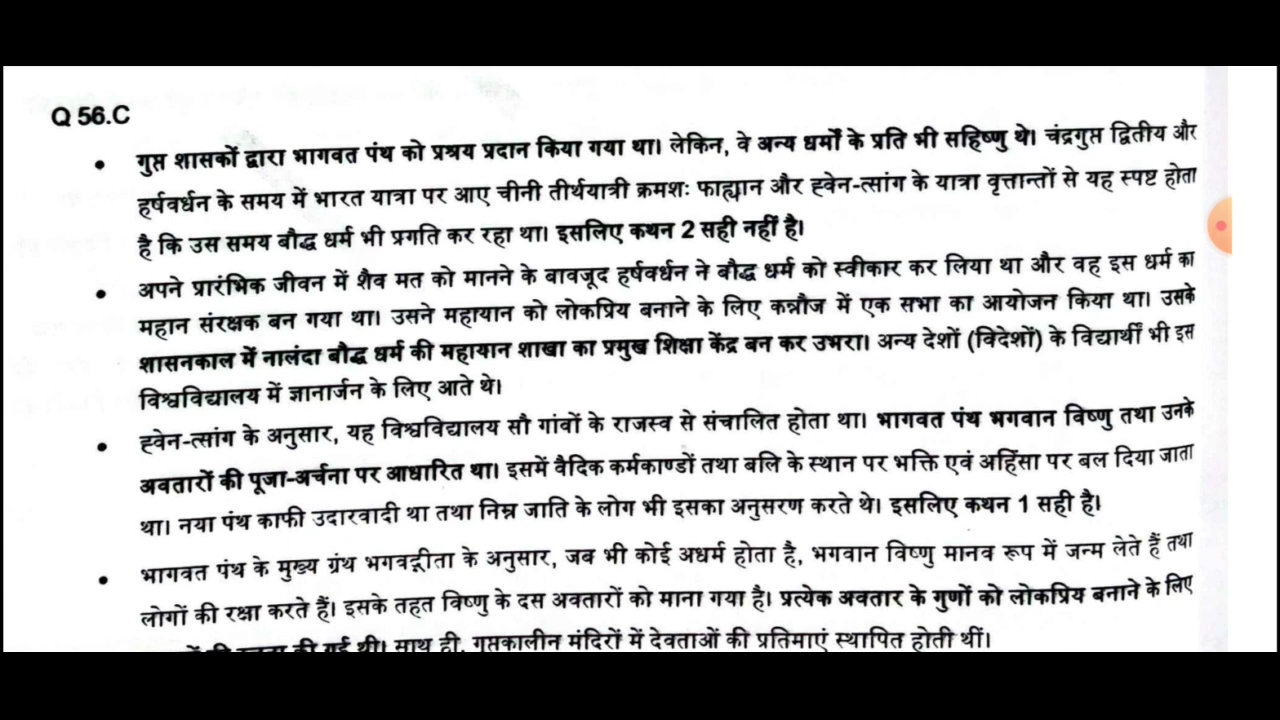 Q 56.C
• गुप्त शासकों द्वारा भागवत पंथ को प्रश्रय प्रदान किया गया था। लेकिन, वे अन्य धर्मों के प्रति भी सहिष्णु थे। चंद्रगुप्त द्वितीय और
हर्षवर्धन के समय में भारत यात्रा पर आए चीनी तीर्थयात्री क्रमशः फाह्यान और ह्वेन-त्सांग के यात्रा वृत्तान्तों से यह स्पष्ट होता
है कि उस समय बौद्ध धर्म भी प्रगति कर रहा था। इसलिए कथन 2 सही नहीं है।
• अपने प्रारंभिक जीवन में शैव मत को मानने के बावजूद हर्षवर्धन ने बौद्ध धर्म को स्वीकार कर लिया था और वह इस धर्म का
महान संरक्षक बन गया था। उसने महायान को लोकप्रिय बनाने के लिए कन्नौज में एक सभा का आयोजन किया था। उसके
शासनकाल में नालंदा बौद्ध धर्म की महायान शाखा का प्रमुख शिक्षा केंद्र बन कर उभरा। अन्य देशों (विदेशों) के विद्यार्थी भी इस
विश्वविद्यालय में ज्ञानार्जन के लिए आते थे।
• ह्वेन-त्सांग के अनुसार, यह विश्वविद्यालय सौ गांवों के राजस्व से संचालित होता था। भागवत पंथ भगवान विष्णु तथा उनके
अवतारों की पूजा-अर्चना पर आधारित था। इसमें वैदिक कर्मकाण्डों तथा बलि के स्थान पर भक्ति एवं अहिंसा पर बल दिया जाता
था। नया पंथ काफी उदारवादी था तथा निम्न जाति के लोग भी इसका अनुसरण करते थे। इसलिए कथन 1 सही है।
• भागवत पंथ के मुख्य ग्रंथ भगवद्गीता के अनुसार, जब भी कोई अधर्म होता है, भगवान विष्णु मानव रूप में जन्म लेते हैं तथा
लोगों की रक्षा करते हैं। इसके तहत विष्णु के दस अवतारों को माना गया है। प्रत्येक अवतार के गुणों को लोकप्रिय बनाने के लिए
की गई थी। साथ ही, गुप्तकालीन मंदिरों में देवताओं की प्रतिमाएं स्थापित होती थीं।